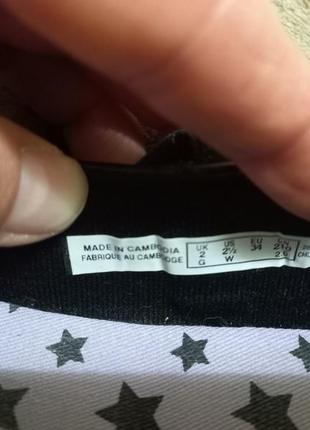 MADE IN CAMBODIA
FABRIQUE AU CAMBODGE
UK US EU
2 2½ 34
G W